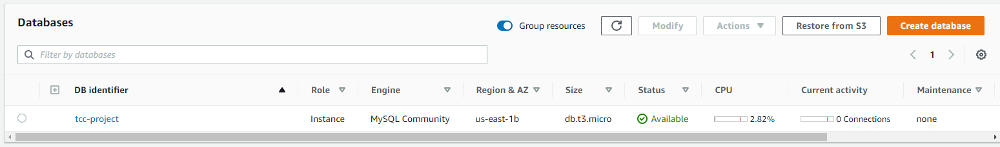 Databases
Group resources
Modify
Actions
Restore from S3
Create database
Filter by databases
1
DB identifier Role Engine Region & AZ Size Status CPU Current activity Maintenance
tcc-project Instance MySQL Community us-east-1b db.t3.micro Available 2.82% 0 Connections none